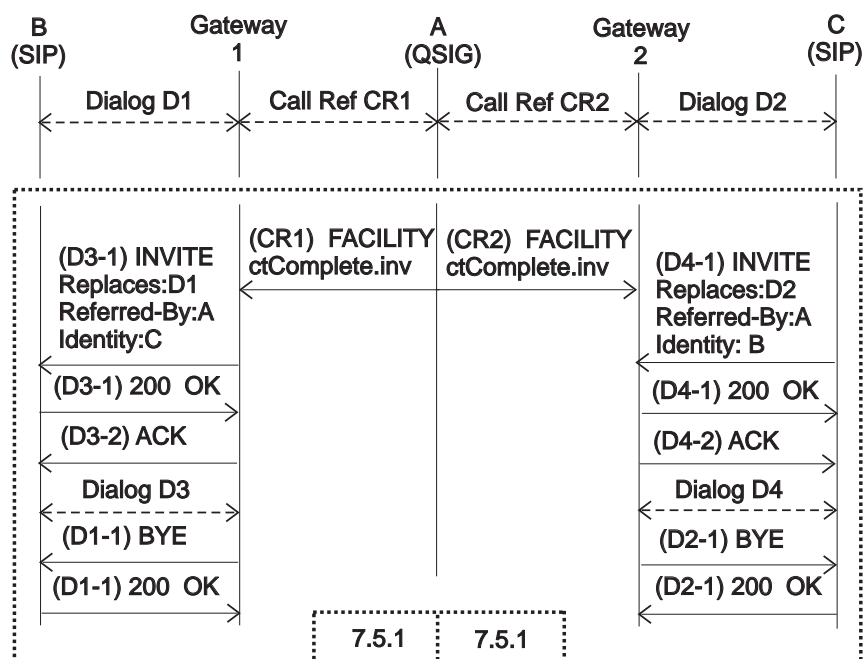 B
(SIP)
Gateway
1
A
(QSIG)
Gateway
2
C
(SIP)
Dialog D1
Call Ref CR1
Call Ref CR2
Dialog D2
(D3-1) INVITE
Replaces:D1
Referred-By:A
Identity:C
(CR1) FACILITY
ctComplete.inv
(CR2) FACILITY
ctComplete.inv
(D4-1) INVITE
Replaces:D2
Referred-By:A
Identity: B
(D3-1) 200 OK
(D4-1) 200 OK
(D3-2) ACK
(D4-2) ACK
Dialog D3
Dialog D4
(D1-1) BYE
(D2-1) BYE
(D1-1) 200 OK
(D2-1) 200 OK
7.5.1
7.5.1